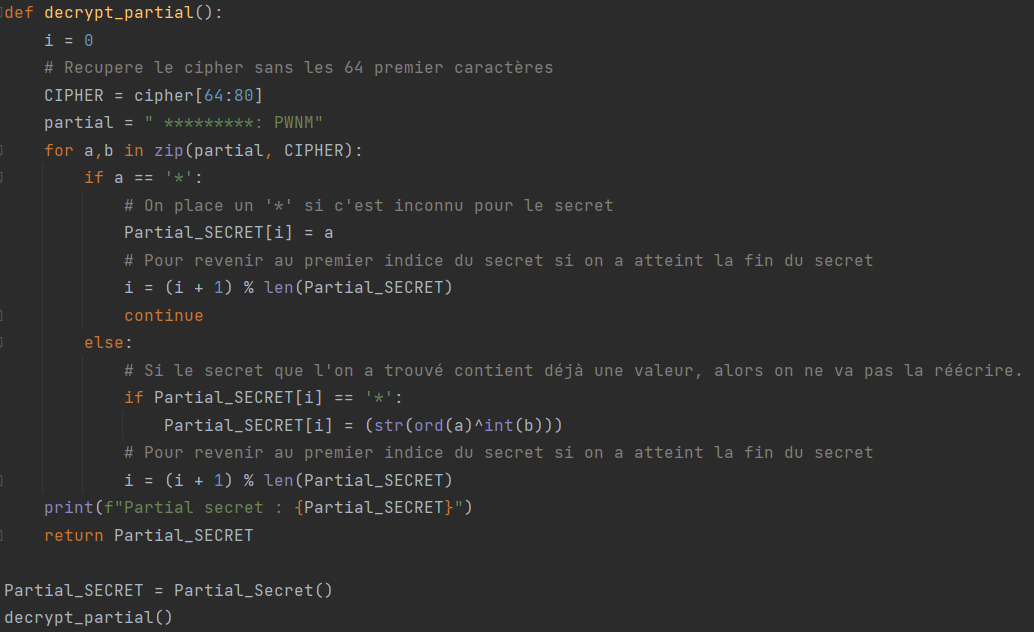 def decrypt_partial():
    i = 0
    # Recupere le cipher sans les 64 premier caractères
    CIPHER = cipher[64:80]
    partial = " *********: PWNM"
    for a,b in zip(partial, CIPHER):
        if a == '*':
            # On place un '*' si c'est inconnu pour le secret
            Partial_SECRET[i] = a
            # Pour revenir au premier indice du secret si on a atteint la fin du secret
            i = (i + 1) % len(Partial_SECRET)
            continue
        else:
            # Si le secret que l'on a trouvé contient déjà une valeur, alors on ne va pas la réécrire.
            if Partial_SECRET[i] == '*':
                Partial_SECRET[i] = (str(ord(a)^int(b)))
            # Pour revenir au premier indice du secret si on a atteint la fin du secret
            i = (i + 1) % len(Partial_SECRET)
    print(f"Partial secret : {Partial_SECRET}")
    return Partial_SECRET

Partial_SECRET = Partial_Secret()
decrypt_partial()